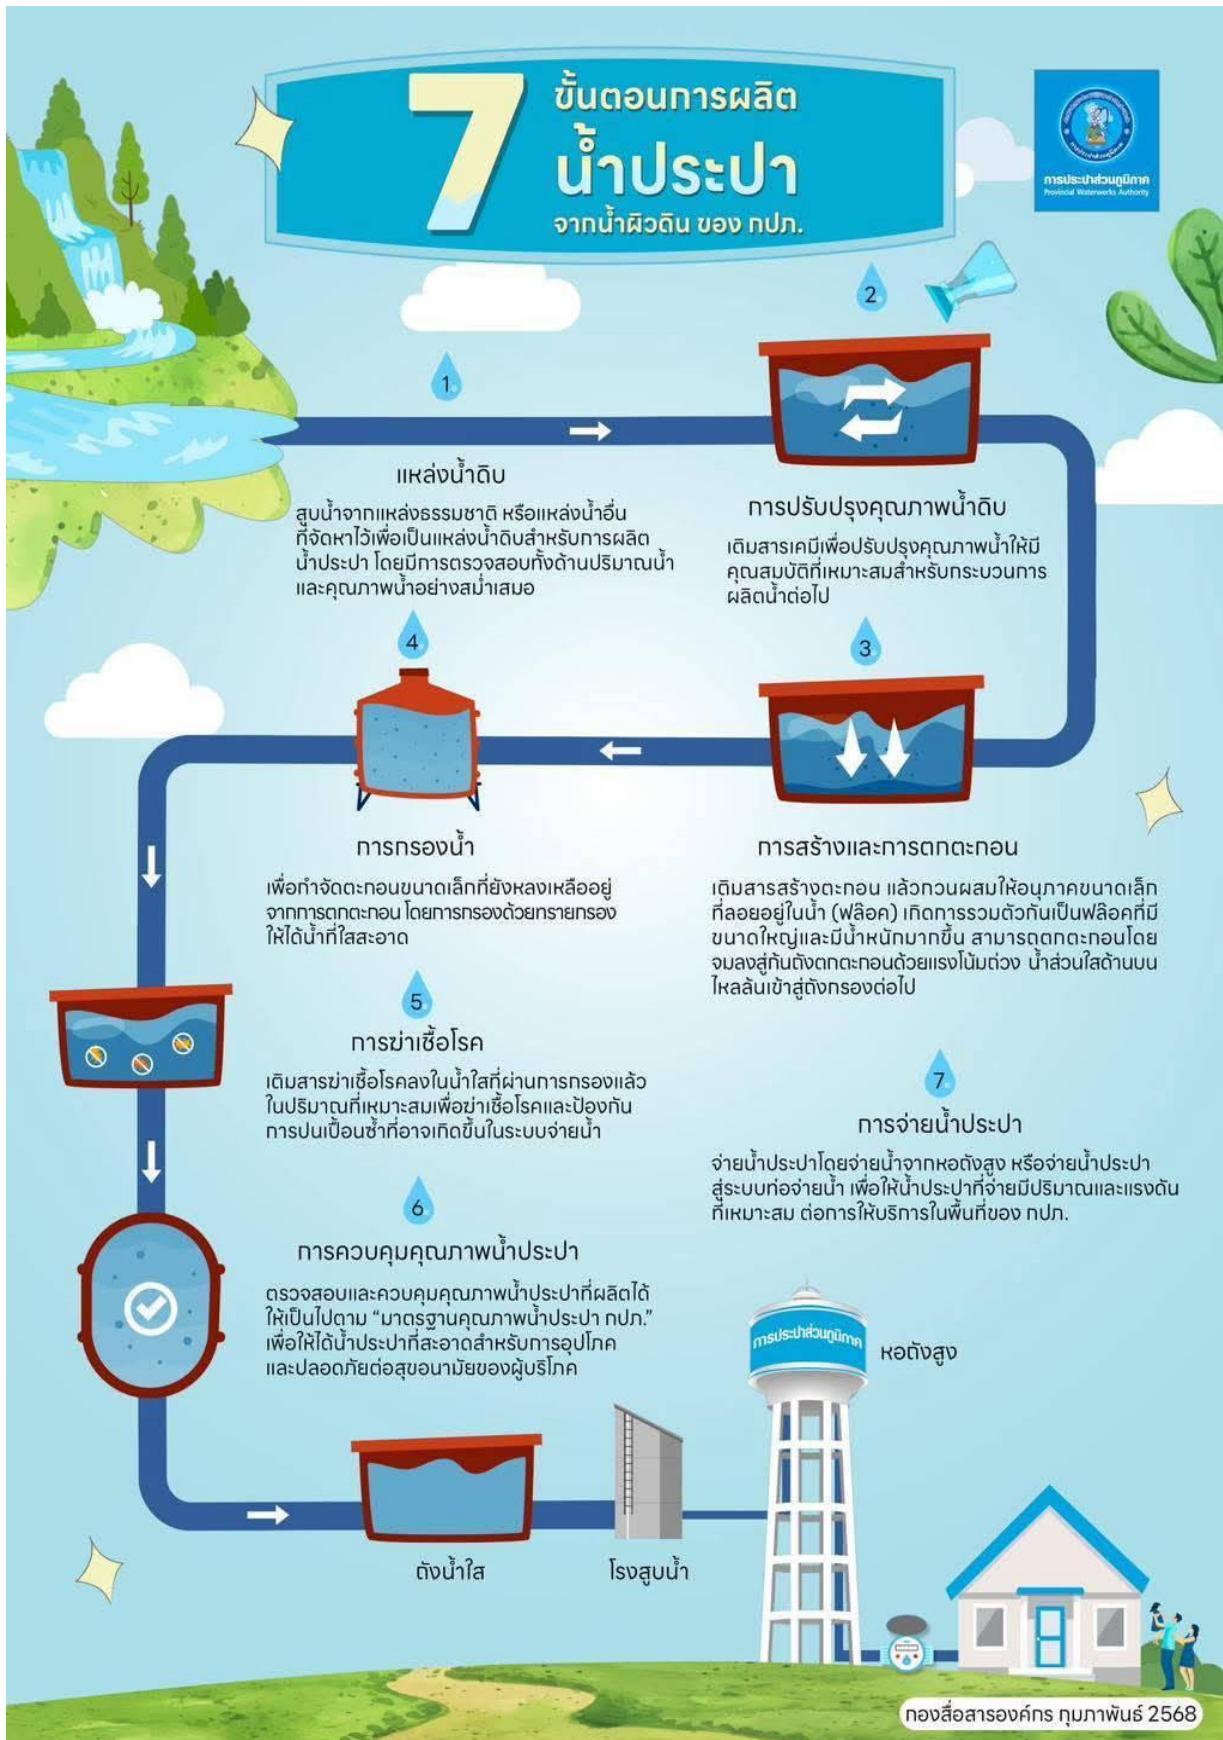 7
ขั้นตอนการผลิต
น้ำประปา
จากน้ำผิวดิน ของ กปภ.
การประปาส่วนภูมิภาค
Provincial Waterworks Authority
1.
แหล่งน้ำดิบ
สูบน้ำจากแหล่งธรรมชาติ หรือแหล่งน้ำอื่น
ที่จัดหาไว้เพื่อเป็นแหล่งน้ำดิบสำหรับการผลิต
น้ำประปา โดยมีการตรวจสอบทั้งด้านปริมาณน้ำ
และคุณภาพน้ำอย่างสม่ำเสมอ
2.
การปรับปรุงคุณภาพน้ำดิบ
เติมสารเคมีเพื่อปรับปรุงคุณภาพน้ำให้มี
คุณสมบัติที่เหมาะสมสำหรับกระบวนการ
ผลิตน้ำต่อไป
3.
การสร้างและการตกตะกอน
เติมสารสร้างตะกอน แล้วกวนผสมให้อนุภาคขนาดเล็ก
ที่ลอยอยู่ในน้ำ (ฟล๊อค) เกิดการรวมตัวกันเป็นฟล๊อคที่มี
ขนาดใหญ่และมีน้ำหนักมากขึ้น สามารถตกตะกอนโดย
จมลงสู่ก้นถังตกตะกอนด้วยแรงโน้มถ่วง น้ำส่วนใสด้านบน
ไหลล้นเข้าสู่ถังกรองต่อไป
4.
การกรองน้ำ
เพื่อกำจัดตะกอนขนาดเล็กที่ยังหลงเหลืออยู่
จากการตกตะกอน โดยการกรองด้วยทรายกรอง
ให้ได้น้ำที่ใสสะอาด
5.
การฆ่าเชื้อโรค
เติมสารฆ่าเชื้อโรคลงในน้ำใสที่ผ่านการกรองแล้ว
ในปริมาณที่เหมาะสมเพื่อฆ่าเชื้อโรคและป้องกัน
การปนเปื้อนซ้ำที่อาจเกิดขึ้นในระบบจ่ายน้ำ
6.
การควบคุมคุณภาพน้ำประปา
ตรวจสอบและควบคุมคุณภาพน้ำประปาที่ผลิตได้
ให้เป็นไปตาม “มาตรฐานคุณภาพน้ำประปา กปภ.”
เพื่อให้ได้น้ำประปาที่สะอาดสำหรับการอุปโภค
และปลอดภัยต่อสุขอนามัยของผู้บริโภค
7.
การจ่ายน้ำประปา
จ่ายน้ำประปาโดยจ่ายน้ำจากหอถังสูง หรือจ่ายน้ำประปา
สู่ระบบท่อจ่ายน้ำ เพื่อให้น้ำประปาที่จ่ายมีปริมาณและแรงดัน
ที่เหมาะสม ต่อการให้บริการในพื้นที่ของ กปภ.
การประปาส่วนภูมิภาค
หอถังสูง
ถังน้ำใส
โรงสูบน้ำ
กองสื่อสารองค์กร กุมภาพันธ์ 2568